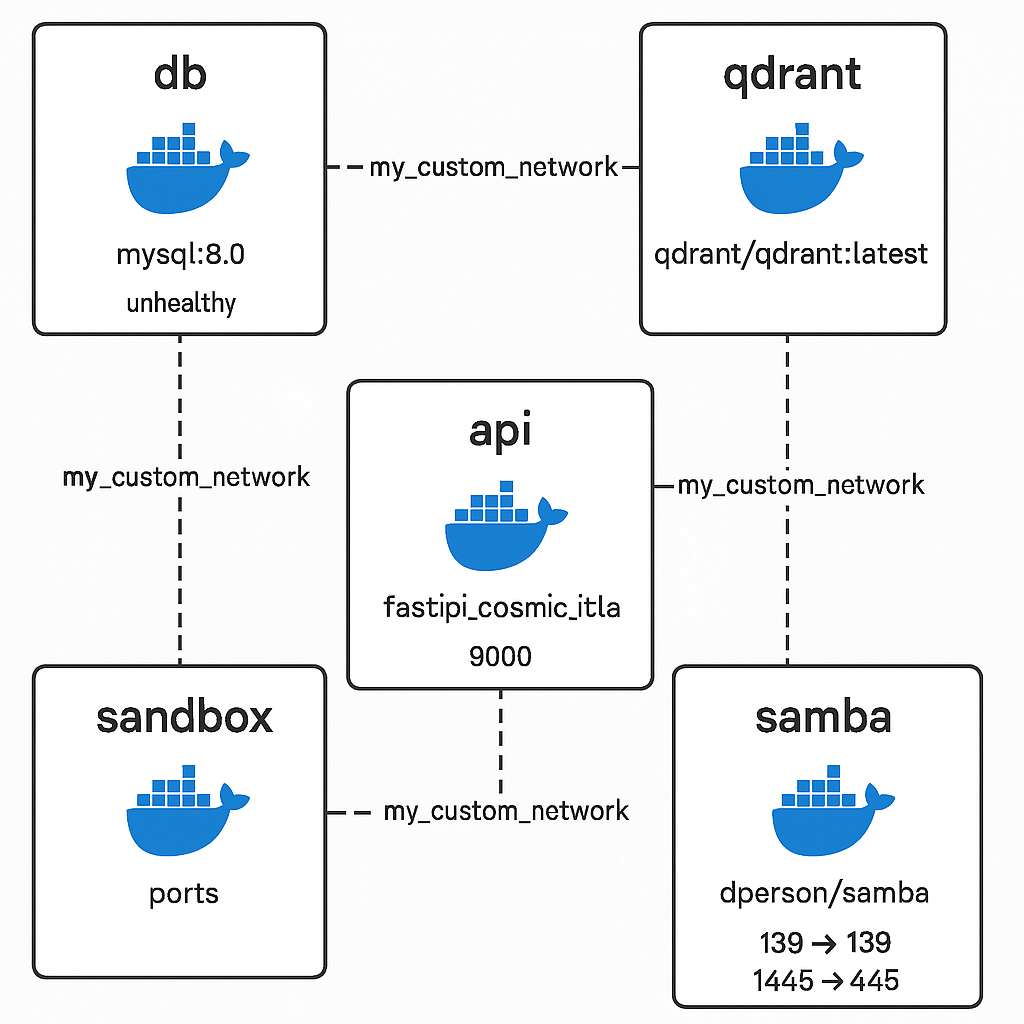 db
mysql:8.0
unhealthy
my_custom_network
qdrant
qdrant/qdrant:latest
my_custom_network
api
fastipi_cosmic_itla
9000
my_custom_network
sandbox
ports
my_custom_network
samba
dperson/samba
139 → 139
1445 → 445